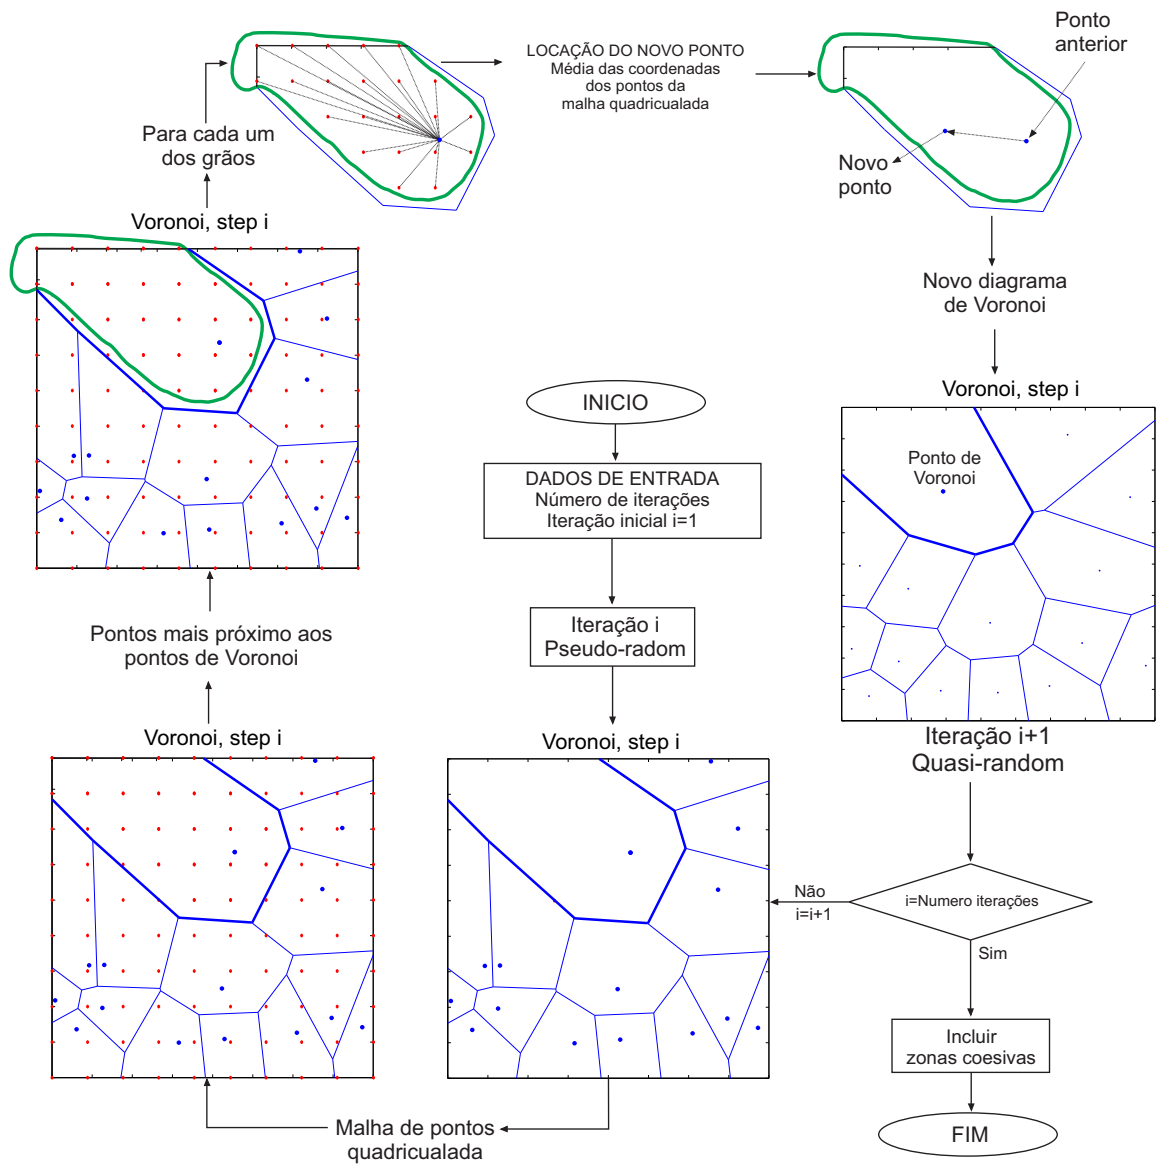 INICIO
DADOS DE ENTRADA
Número de iterações
Iteração inicial i=1
Iteração i
Pseudo-radom
Voronoi, step i
Malha de pontos
quadriculada
Voronoi, step i
Pontos mais próximo aos
pontos de Voronoi
Voronoi, step i
Para cada um
dos grãos
LOCAÇÃO DO NOVO PONTO
Média das coordenadas
dos pontos da
malha quadricualada
Ponto
anterior
Novo
ponto
Novo diagrama
de Voronoi
Voronoi, step i
Ponto de
Voronoi
Iteração i+1
Quasi-random
i=Numero iterações
Não
i=i+1
Sim
Incluir
zonas coesivas
FIM